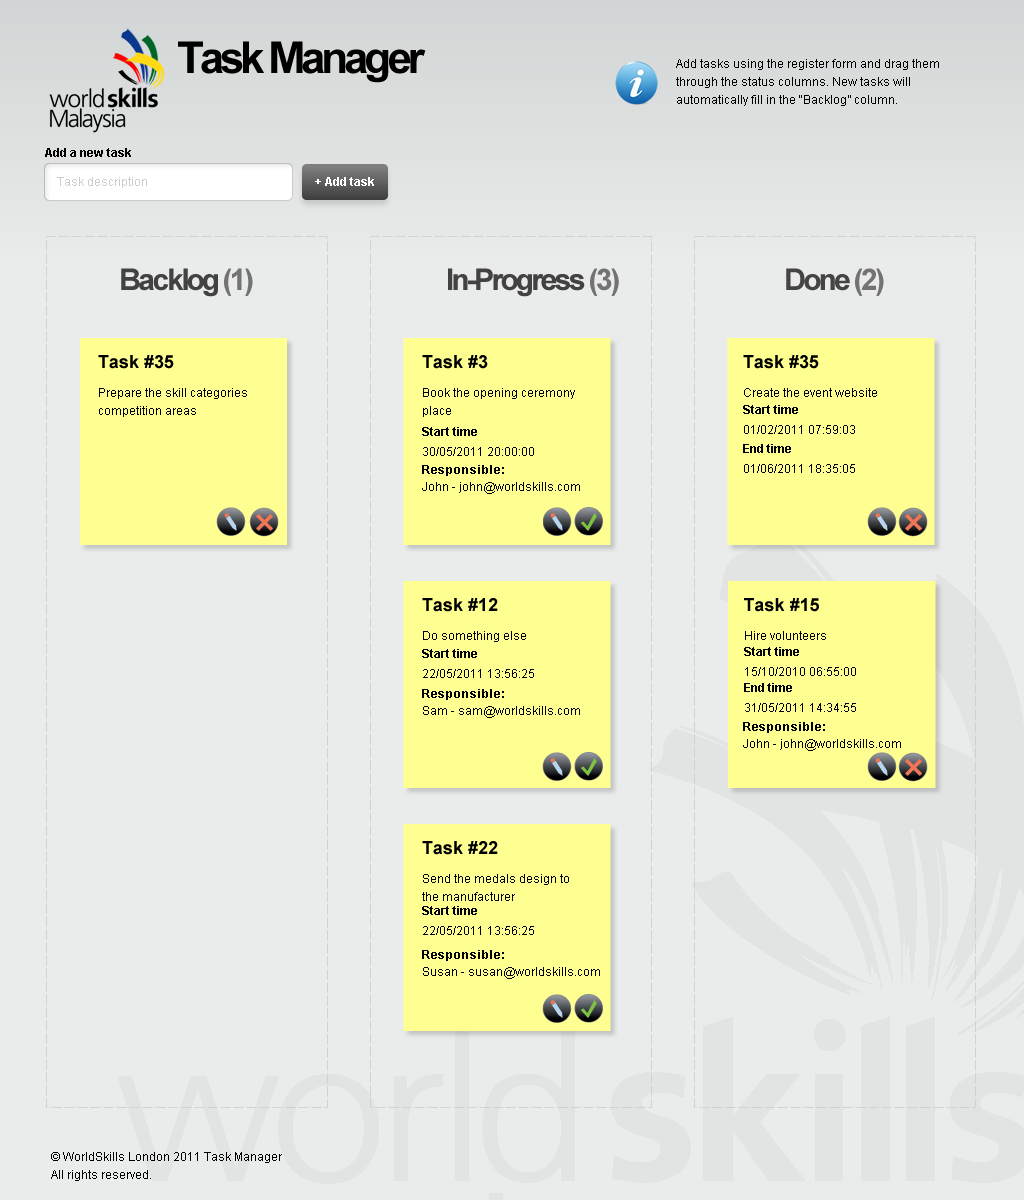 Task Manager
world skills
Malaysia
Add tasks using the register form and drag them
through the status columns. New tasks will
automatically fill in the "Backlog" column.
Add a new task
Task description
+ Add task
Backlog (1)
Task #35
Prepare the skill categories
competition areas
In-Progress (3)
Task #3
Book the opening ceremony
place
Start time
30/05/2011 20:00:00
Responsible:
John - john@worldskills.com
Task #12
Do something else
Start time
22/05/2011 13:56:25
Responsible:
Sam - sam@worldskills.com
Task #22
Send the medals design to
the manufacturer
Start time
22/05/2011 13:56:25
Responsible:
Susan - susan@worldskills.com
Done (2)
Task #35
Create the event website
Start time
01/02/2011 07:59:03
End time
01/06/2011 18:35:05
Task #15
Hire volunteers
Start time
15/10/2010 06:55:00
End time
31/05/2011 14:34:55
Responsible:
John - john@worldskills.com
world skills
© WorldSkills London 2011 Task Manager
All rights reserved.